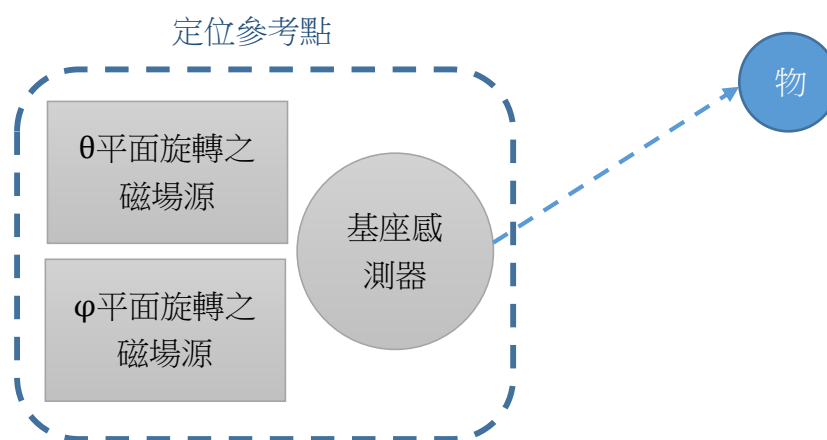 定位參考點
物
θ平面旋轉之
磁場源
基座感
測器
φ平面旋轉之
磁場源